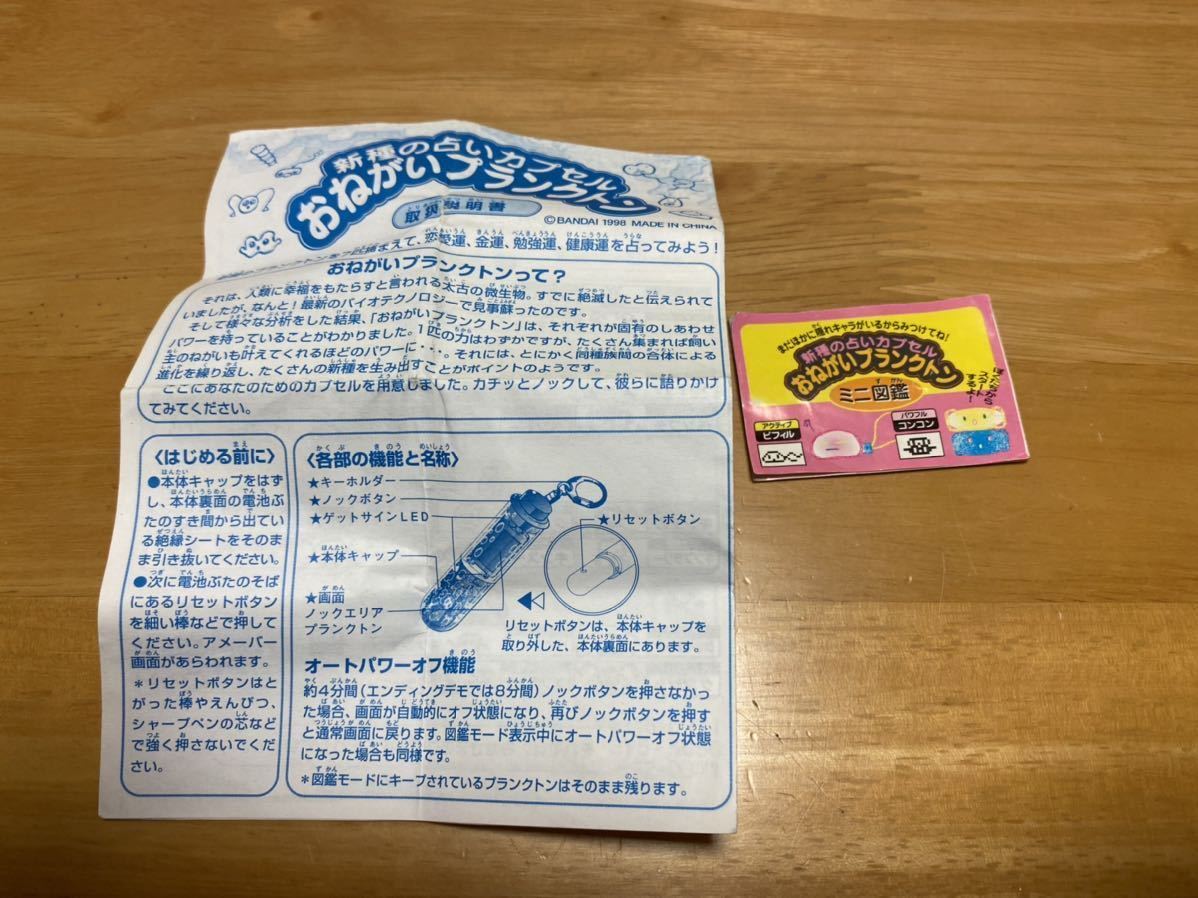 新種の占いカプセル
おねがいプランクトン
取扱説明書
©BANDAI 1998 MADE IN CHINA
捕まえて、恋愛運、金運、勉強運、健康運を占ってみよう!
おねがいプランクトンって?
それは、人類に幸福をもたらすと言われる太古の微生物。すでに絶滅したと伝えられて
いましたが、なんと!最新のバイオテクノロジーで見事蘇ったのです。
そして様々な分析をした結果、「おねがいプランクトン」は、それぞれが固有のしあわせ
パワーを持っていることがわかりました。1匹の力はわずかですが、たくさん集まれば飼い
主のねがいも叶えてくれるほどのパワーに・・。それには、とにかく同種族間の合体による
進化を繰り返し、たくさんの新種を生み出すことがポイントのようです。
ここにあなたのためのカプセルを用意しました。カチッとノックして、彼らに語りかけ
てみてください。
〈はじめる前に〉
●本体キャップをはず
し、本体裏面の電池ぶ
たのすき間から出てい
る絶縁シートをそのま
ま引き抜いてください。
●次に電池ぶたのそば
にあるリセットボタン
を細い棒などで押して
ください。アメーバー
画面があらわれます。
*リセットボタンはと
がった棒やえんぴつ、
シャープペンの芯など
で強く押さないでくだ
さい。
〈各部の機能と名称〉
★キーホルダー
★ノックボタン
★ゲットサインLED
★本体キャップ
★画面
ノックエリア
プランクトン
★リセットボタン
リセットボタンは、本体キャップを
取り外した、本体裏面にあります。
オートパワーオフ機能
約4分間(エンディングデモでは8分間)ノックボタンを押さなかっ
た場合、画面が自動的にオフ状態になり、再びノックボタンを押す
と通常画面に戻ります。図鑑モード表示中にオートパワーオフ状態
になった場合も同様です。
*図鑑モードにキープされているプランクトンはそのまま残ります。
まだほかに隠れキャラがいるからみつけてね!
新種の占いカプセル
おねがいプランクトン
ミニ図鑑
アクティブ
ビフィル
パワフル
コンコン